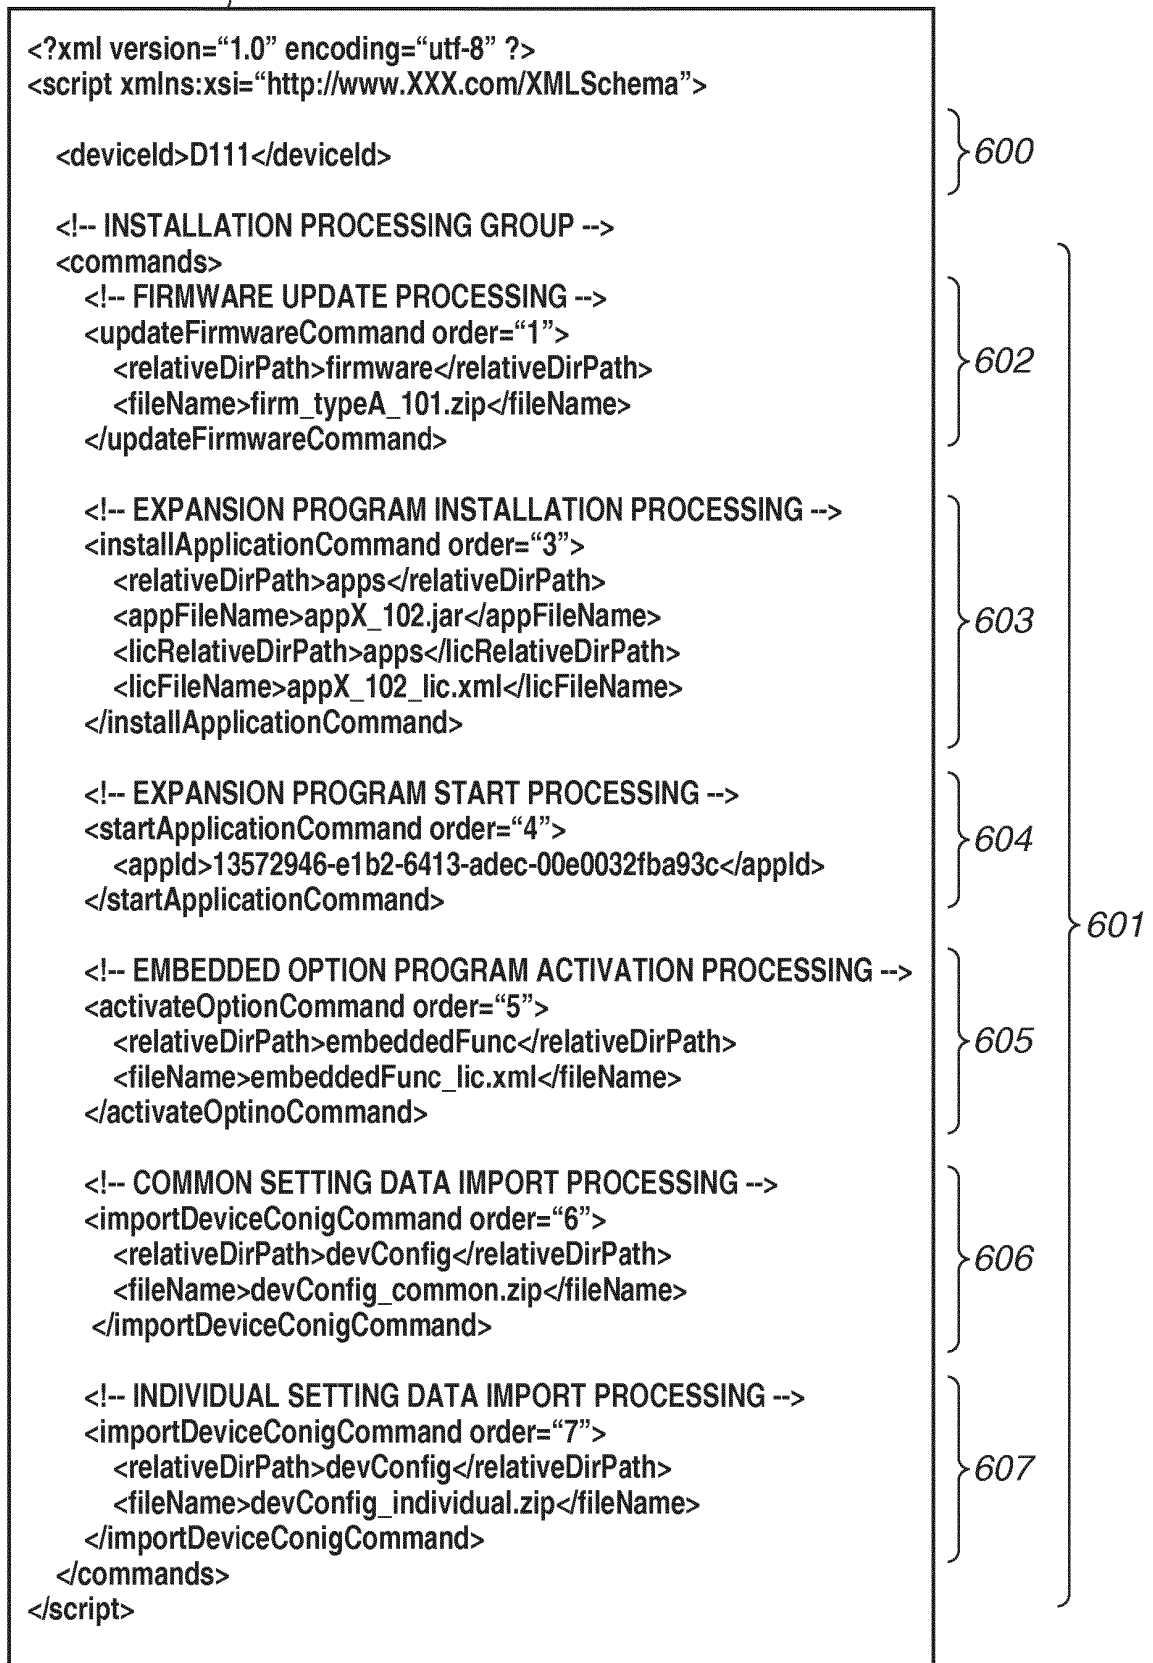 <?xml version=“1.0” encoding=“utf-8” ?>
<script xmlns:xsi=“http://www.XXX.com/XMLSchema”>
<deviceId>D111</deviceId>
600
<!-- INSTALLATION PROCESSING GROUP -->
<commands>
<!-- FIRMWARE UPDATE PROCESSING -->
<updateFirmwareCommand order=“1”>
<relativeDirPath>firmware</relativeDirPath>
<fileName>firm_typeA_101.zip</fileName>
</updateFirmwareCommand>
602
<!-- EXPANSION PROGRAM INSTALLATION PROCESSING -->
<installApplicationCommand order=“3”>
<relativeDirPath>apps</relativeDirPath>
<appFileName>appX_102.jar</appFileName>
<licRelativeDirPath>apps</licRelativeDirPath>
<licFileName>appX_102_lic.xml</licFileName>
</installApplicationCommand>
603
<!-- EXPANSION PROGRAM START PROCESSING -->
<startApplicationCommand order=“4”>
<appId>13572946-e1b2-6413-adec-00e0032fba93c</appId>
</startApplicationCommand>
604
601
<!-- EMBEDDED OPTION PROGRAM ACTIVATION PROCESSING -->
<activateOptionCommand order=“5”>
<relativeDirPath>embeddedFunc</relativeDirPath>
<fileName>embeddedFunc_lic.xml</fileName>
</activateOptinoCommand>
605
<!-- COMMON SETTING DATA IMPORT PROCESSING -->
<importDeviceConigCommand order=“6”>
<relativeDirPath>devConfig</relativeDirPath>
<fileName>devConfig_common.zip</fileName>
</importDeviceConigCommand>
606
<!-- INDIVIDUAL SETTING DATA IMPORT PROCESSING -->
<importDeviceConigCommand order=“7”>
<relativeDirPath>devConfig</relativeDirPath>
<fileName>devConfig_individual.zip</fileName>
</importDeviceConigCommand>
607
</commands>
</script>